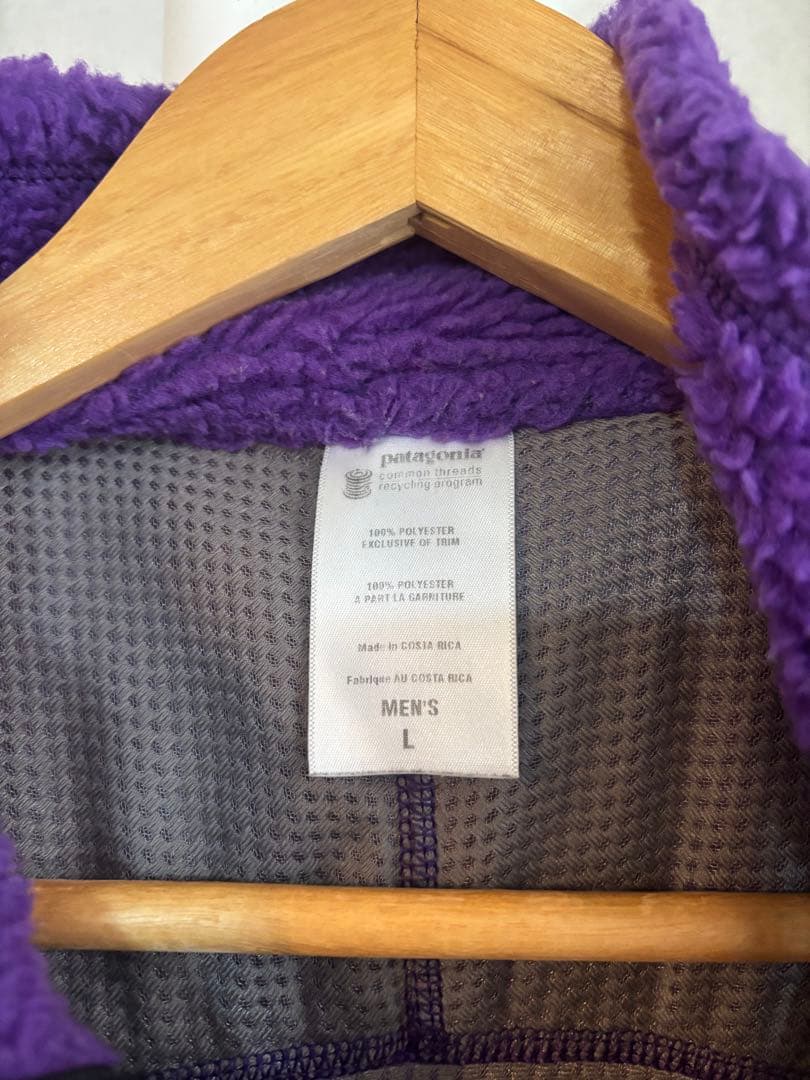 patagonia®
common threads
recycling program
100% POLYESTER
EXCLUSIVE OF TRIM
100% POLYESTER
A PART LA GARNITURE
Made in COSTA RICA
Fabrique AU COSTA RICA
MEN'S
L